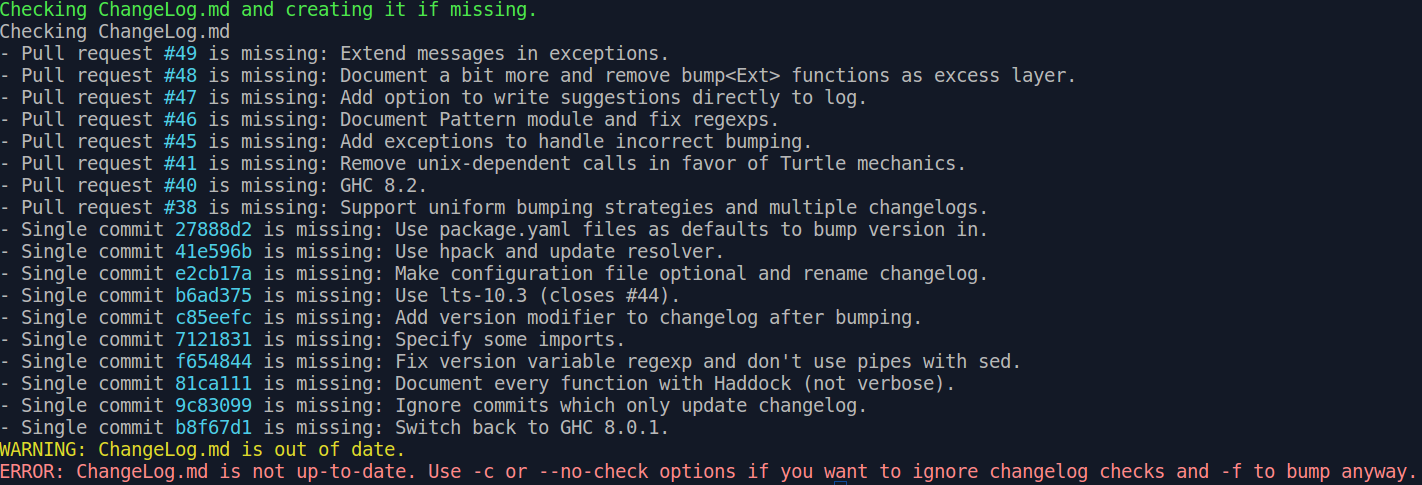 Checking ChangeLog.md and creating it if missing.
Checking ChangeLog.md
- Pull request #49 is missing: Extend messages in exceptions.
- Pull request #48 is missing: Document a bit more and remove bump<Ext> functions as excess layer.
- Pull request #47 is missing: Add option to write suggestions directly to log.
- Pull request #46 is missing: Document Pattern module and fix regexps.
- Pull request #45 is missing: Add exceptions to handle incorrect bumping.
- Pull request #41 is missing: Remove unix-dependent calls in favor of Turtle mechanics.
- Pull request #40 is missing: GHC 8.2.
- Pull request #38 is missing: Support uniform bumping strategies and multiple changelogs.
- Single commit 27888d2 is missing: Use package.yaml files as defaults to bump version in.
- Single commit 41e596b is missing: Use hpack and update resolver.
- Single commit e2cb17a is missing: Make configuration file optional and rename changelog.
- Single commit b6ad375 is missing: Use lts-10.3 (closes #44).
- Single commit c85eefc is missing: Add version modifier to changelog after bumping.
- Single commit 7121831 is missing: Specify some imports.
- Single commit f654844 is missing: Fix version variable regexp and don't use pipes with sed.
- Single commit 81ca111 is missing: Document every function with Haddock (not verbose).
- Single commit 9c83099 is missing: Ignore commits which only update changelog.
- Single commit b8f67d1 is missing: Switch back to GHC 8.0.1.
WARNING: ChangeLog.md is out of date.
ERROR: ChangeLog.md is not up-to-date. Use -c or --no-check options if you want to ignore changelog checks and -f to bump anyway.